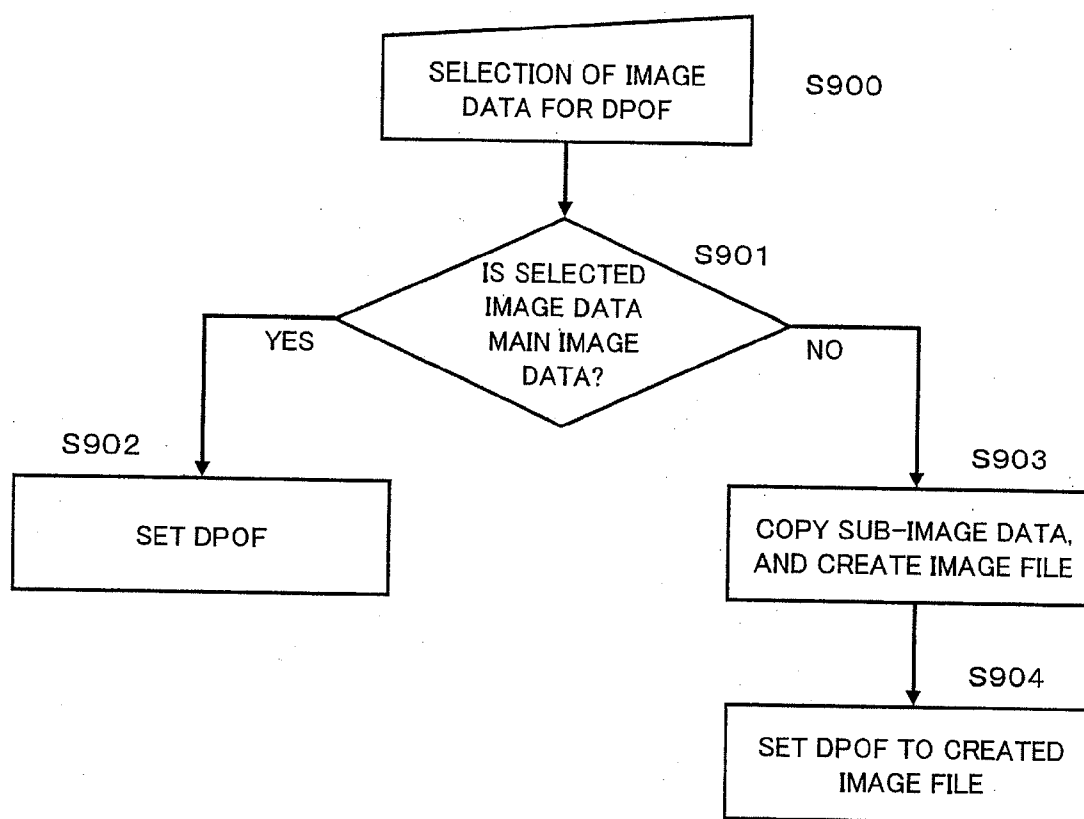 SELECTION OF IMAGE
DATA FOR DPOF
S900
S901
IS SELECTED
IMAGE DATA
MAIN IMAGE
DATA?
YES
NO
S902
SET DPOF
S903
COPY SUB-IMAGE DATA,
AND CREATE IMAGE FILE
S904
SET DPOF TO CREATED
IMAGE FILE